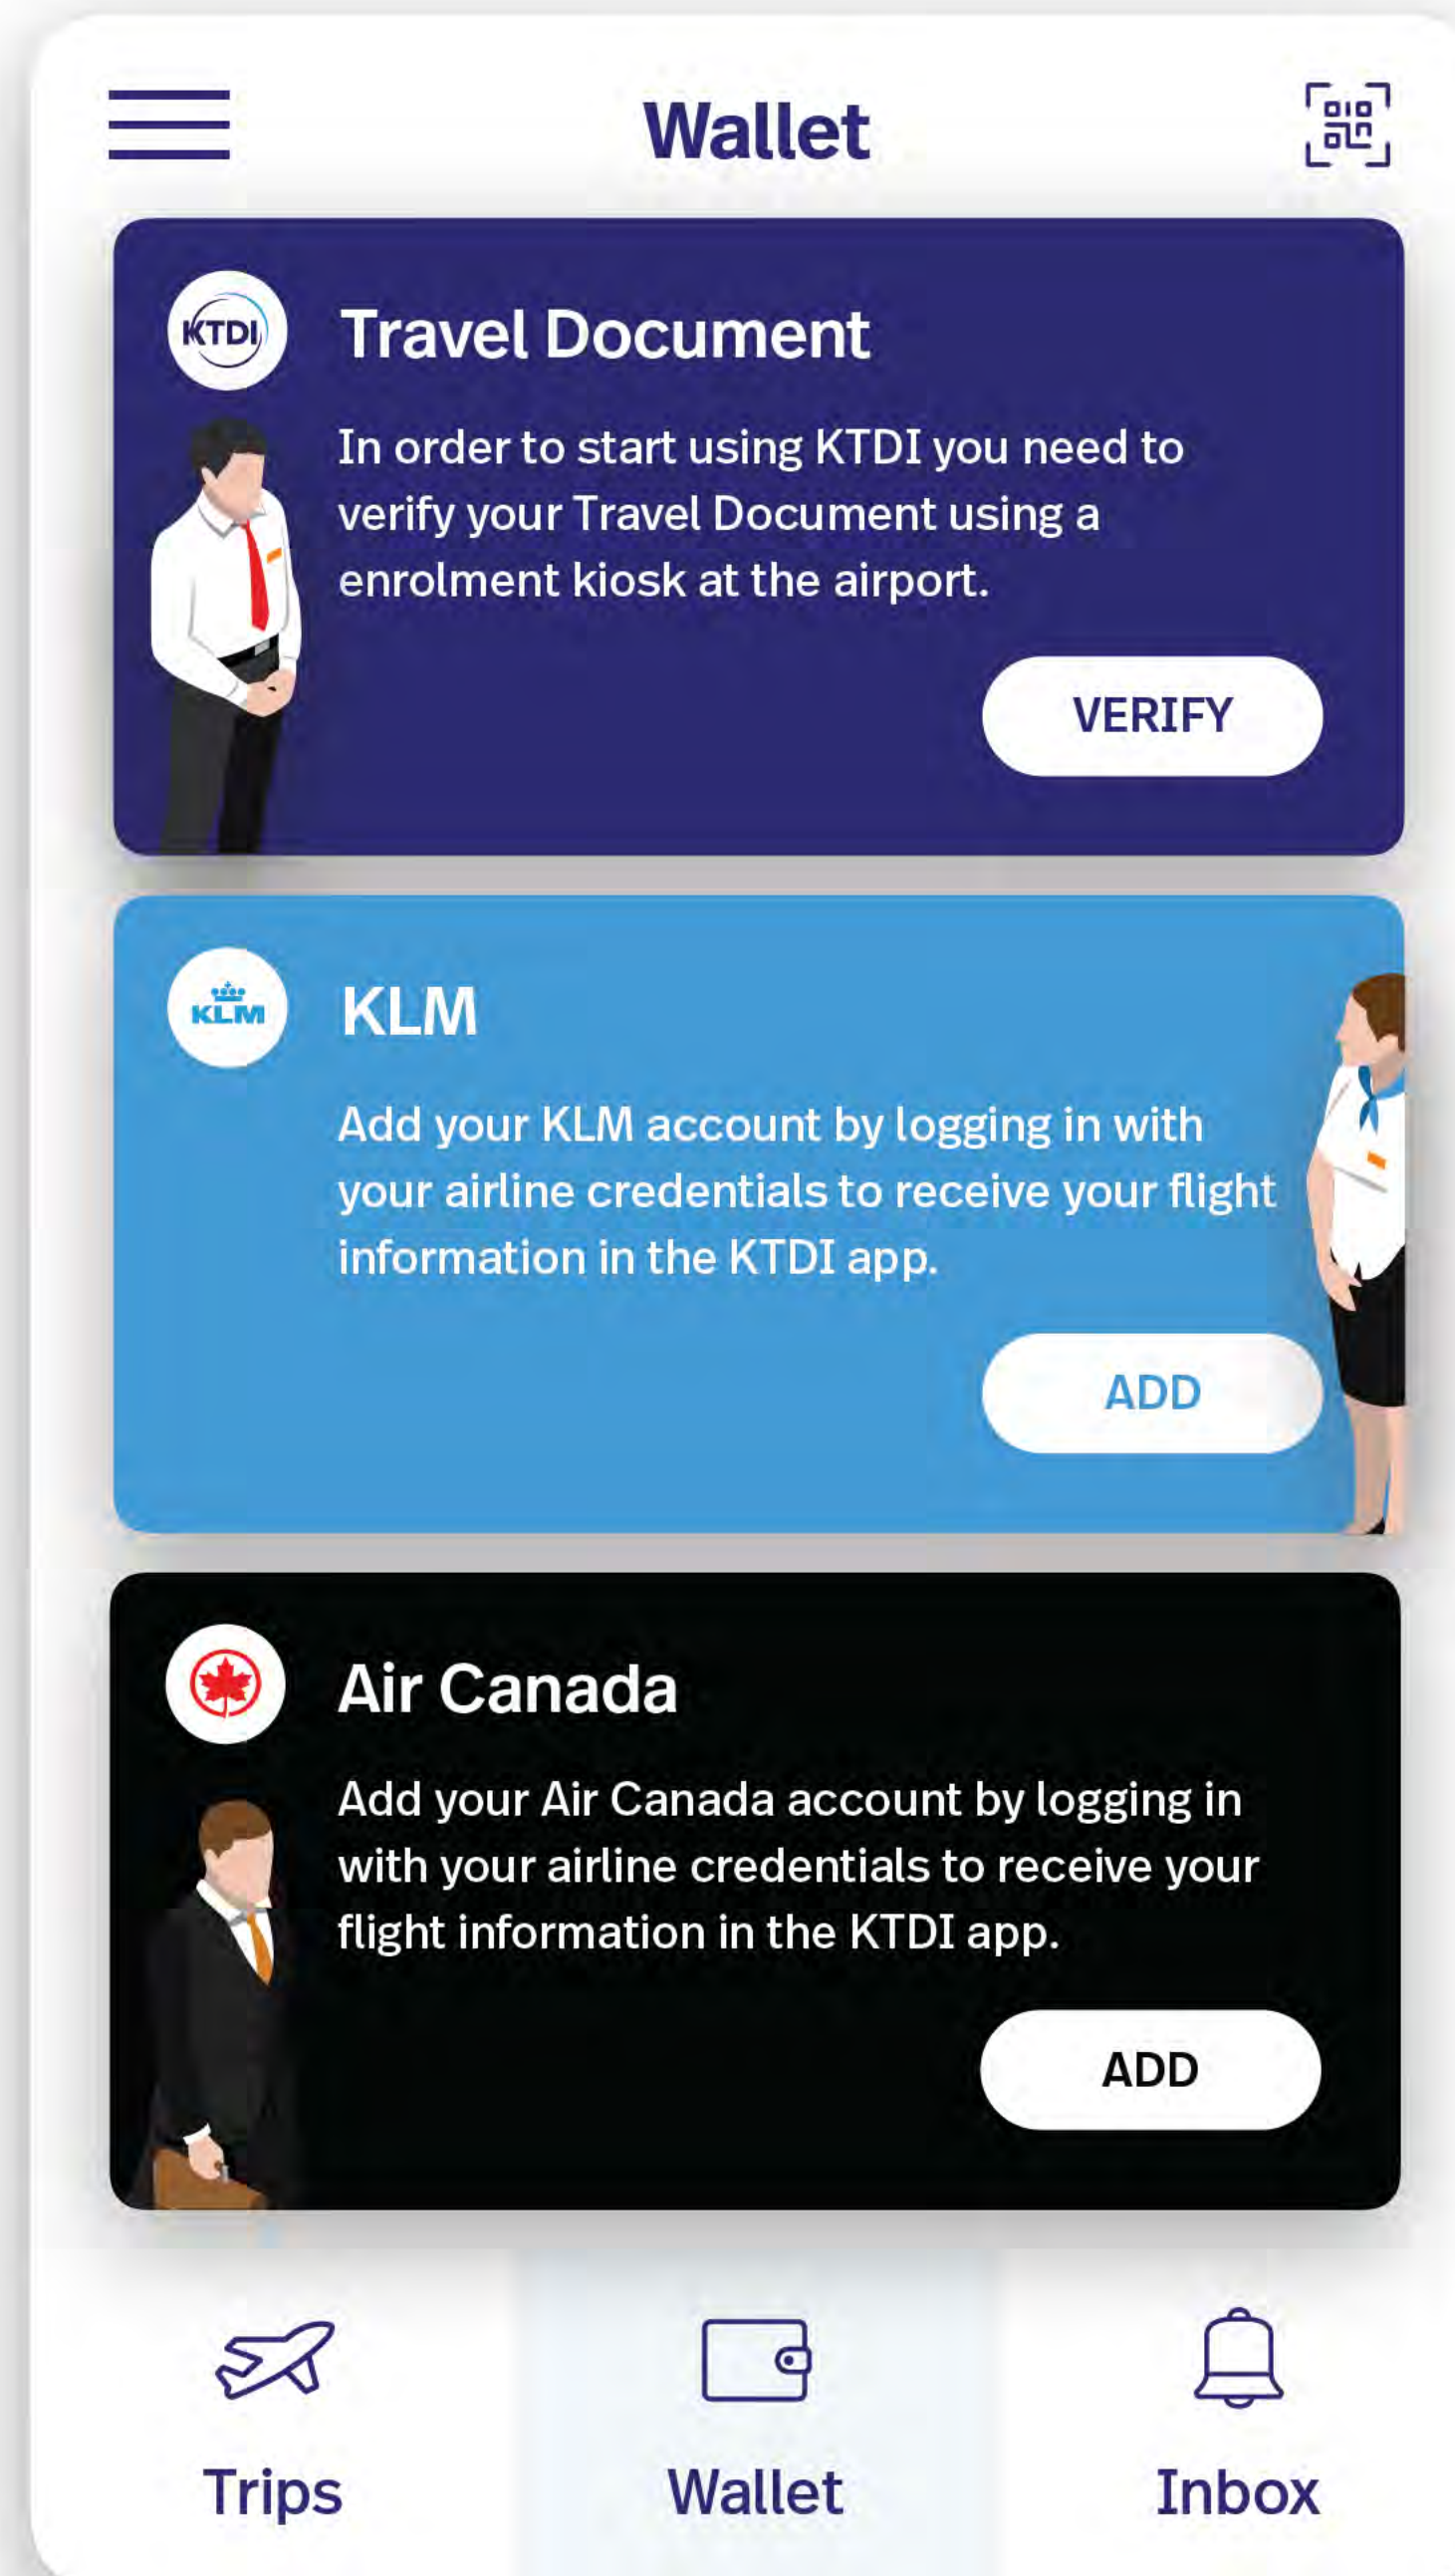 Wallet
KTDI
Travel Document
In order to start using KTDI you need to
verify your Travel Document using a
enrolment kiosk at the airport.
VERIFY
KLM
KLM
Add your KLM account by logging in with
your airline credentials to receive your flight
information in the KTDI app.
ADD
Air Canada
Add your Air Canada account by logging in
with your airline credentials to receive your
flight information in the KTDI app.
ADD
Trips
Wallet
Inbox